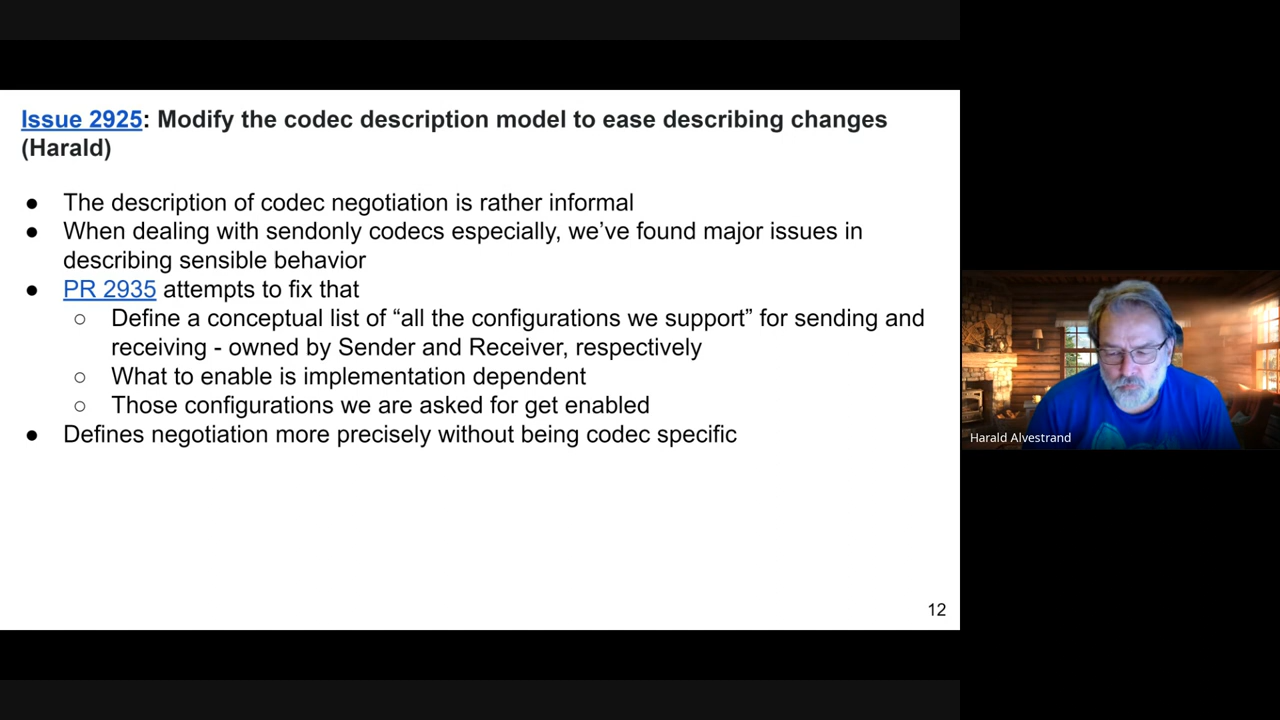 Issue 2925: Modify the codec description model to ease describing changes
(Harald)
● The description of codec negotiation is rather informal
● When dealing with sendonly codecs especially, we’ve found major issues in
describing sensible behavior
● PR 2935 attempts to fix that
○ Define a conceptual list of “all the configurations we support” for sending and
receiving - owned by Sender and Receiver, respectively
○ What to enable is implementation dependent
○ Those configurations we are asked for get enabled
● Defines negotiation more precisely without being codec specific
12
Harald Alvestrand